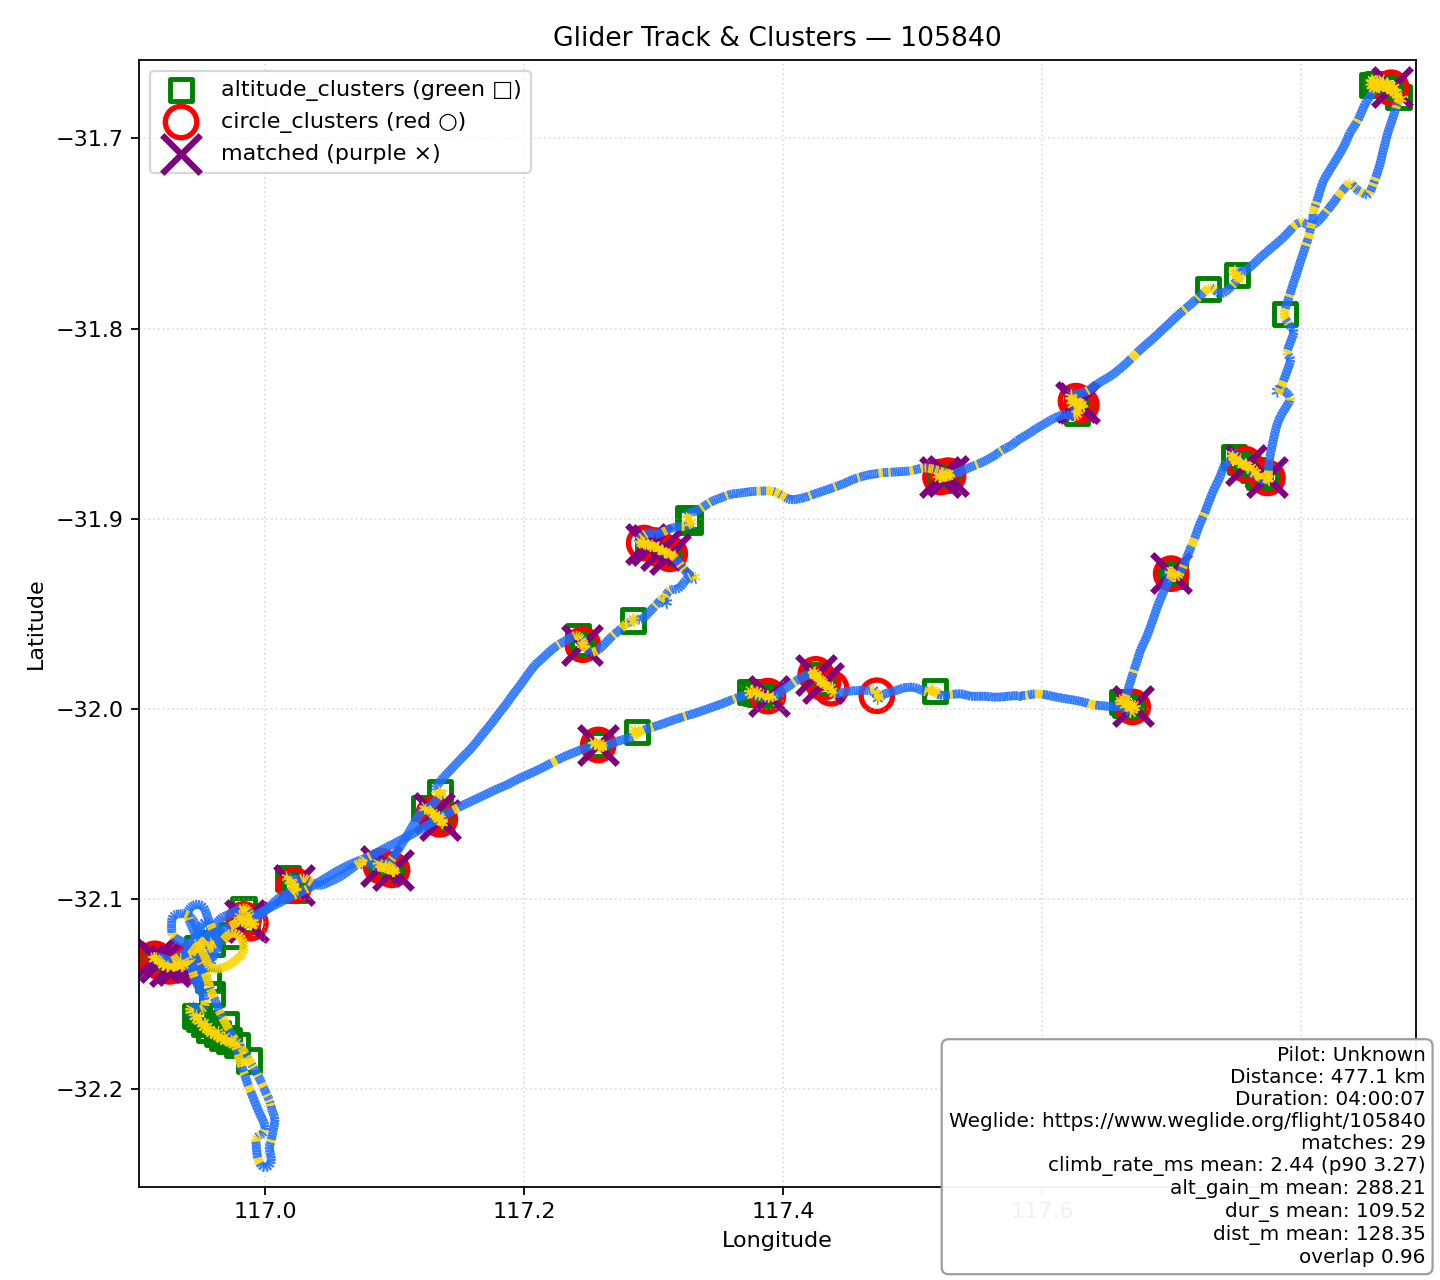 Glider Track & Clusters — 105840
altitude_clusters (green □)
circle_clusters (red ○)
matched (purple ×)
−31.7
−31.8
−31.9
−32.0
−32.1
−32.2
Latitude
117.0
117.2
117.4
117.6
Longitude
Pilot: Unknown
Distance: 477.1 km
Duration: 04:00:07
Weglide: https://www.weglide.org/flight/105840
matches: 29
climb_rate_ms mean: 2.44 (p90 3.27)
alt_gain_m mean: 288.21
dur_s mean: 109.52
dist_m mean: 128.35
overlap 0.96